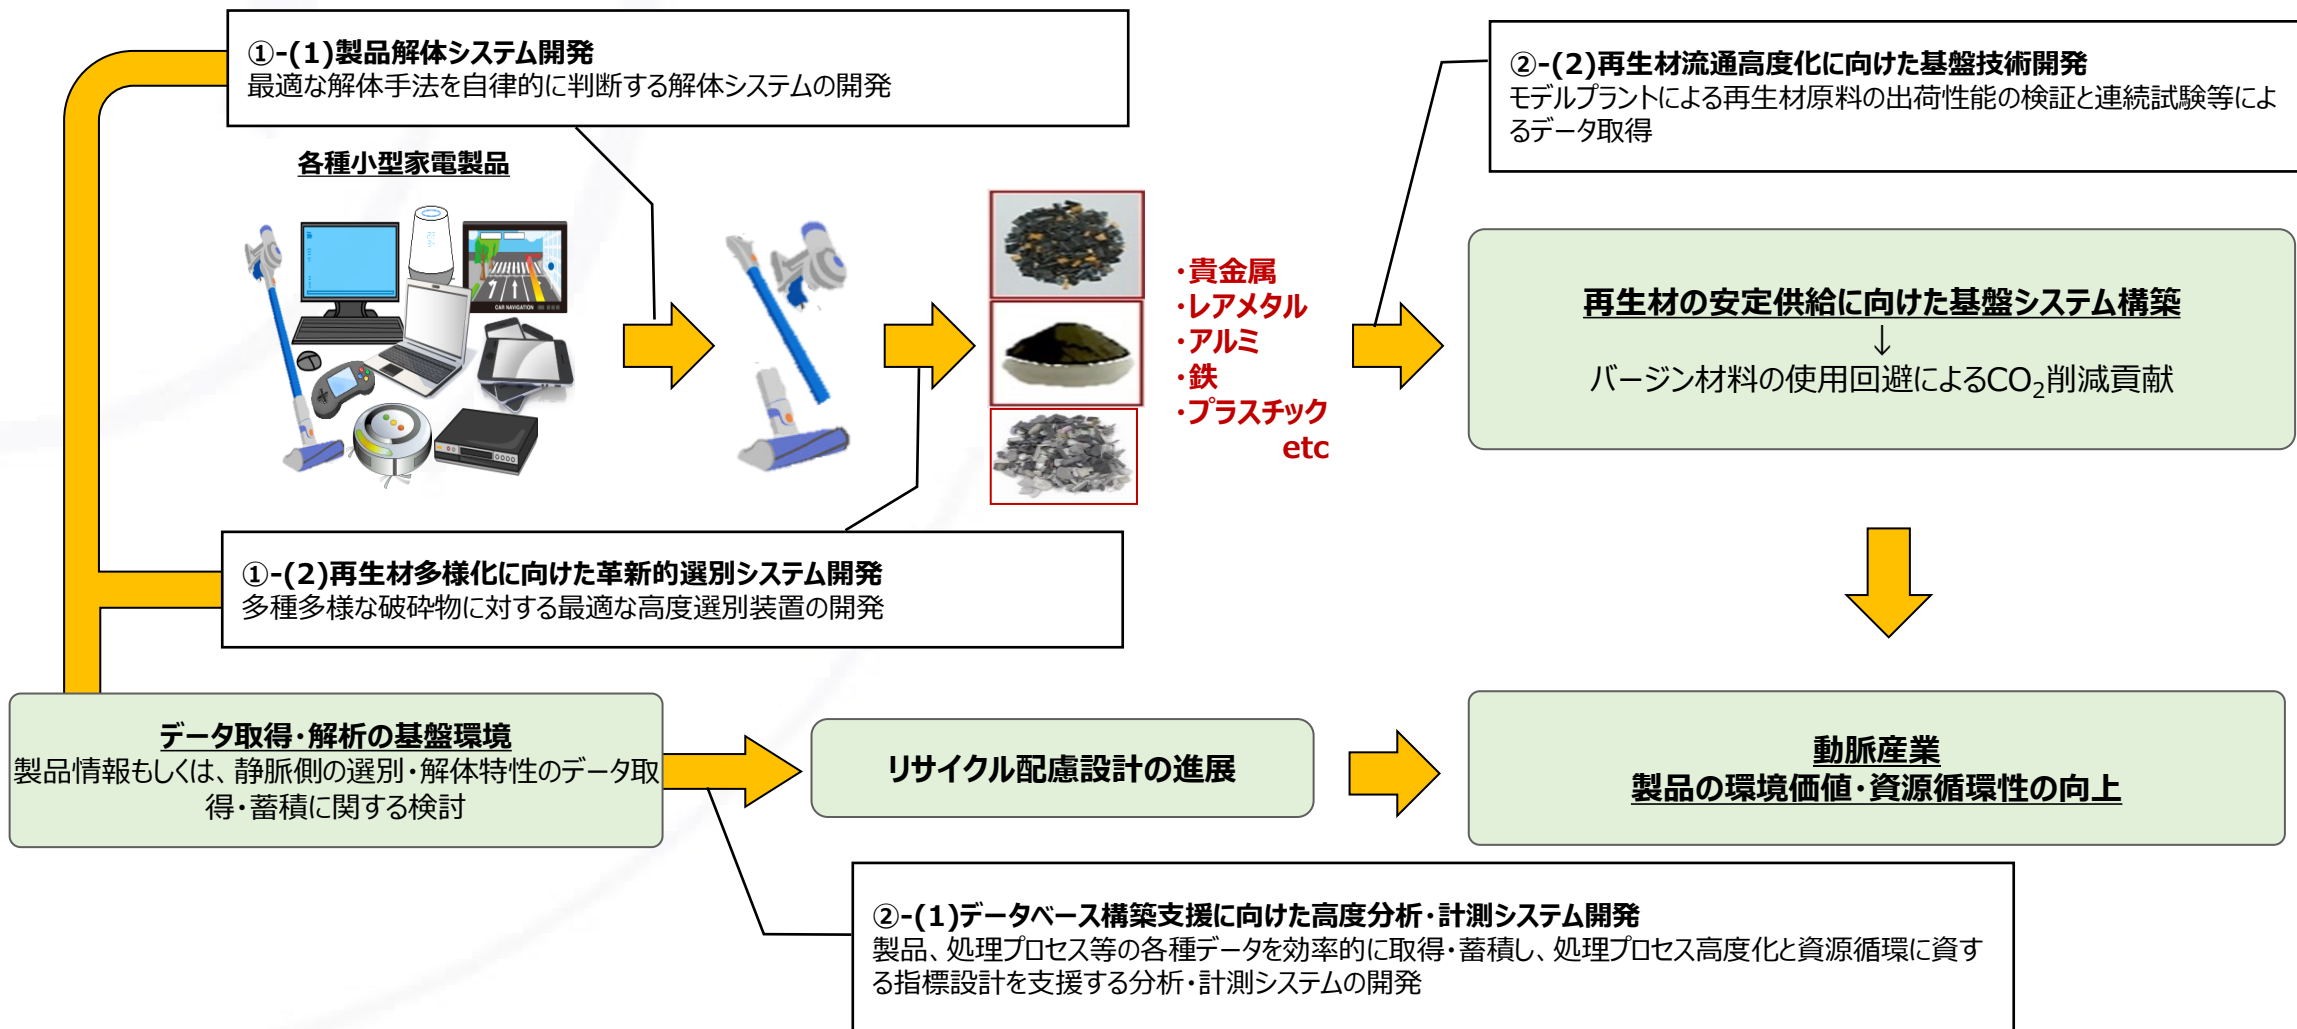 ①-(1)製品解体システム開発
最適な解体手法を自律的に判断する解体システムの開発
②-(2)再生材流通高度化に向けた基盤技術開発
モデルプラントによる再生材原料の出荷性能の検証と連続試験等によ
るデータ取得
各種小型家電製品
CAR NAVIGATION
・貴金属
・レアメタル
・アルミ
・鉄
・プラスチック
etc
再生材の安定供給に向けた基盤システム構築
↓
バージン材料の使用回避によるCO₂削減貢献
①-(2)再生材多様化に向けた革新的選別システム開発
多種多様な破砕物に対する最適な高度選別装置の開発
データ取得・解析の基盤環境
製品情報もしくは、静脈側の選別・解体特性のデータ取
得・蓄積に関する検討
リサイクル配慮設計の進展
動脈産業
製品の環境価値・資源循環性の向上
②-(1)データベース構築支援に向けた高度分析・計測システム開発
製品、処理プロセス等の各種データを効率的に取得・蓄積し、処理プロセス高度化と資源循環に資す
る指標設計を支援する分析・計測システムの開発